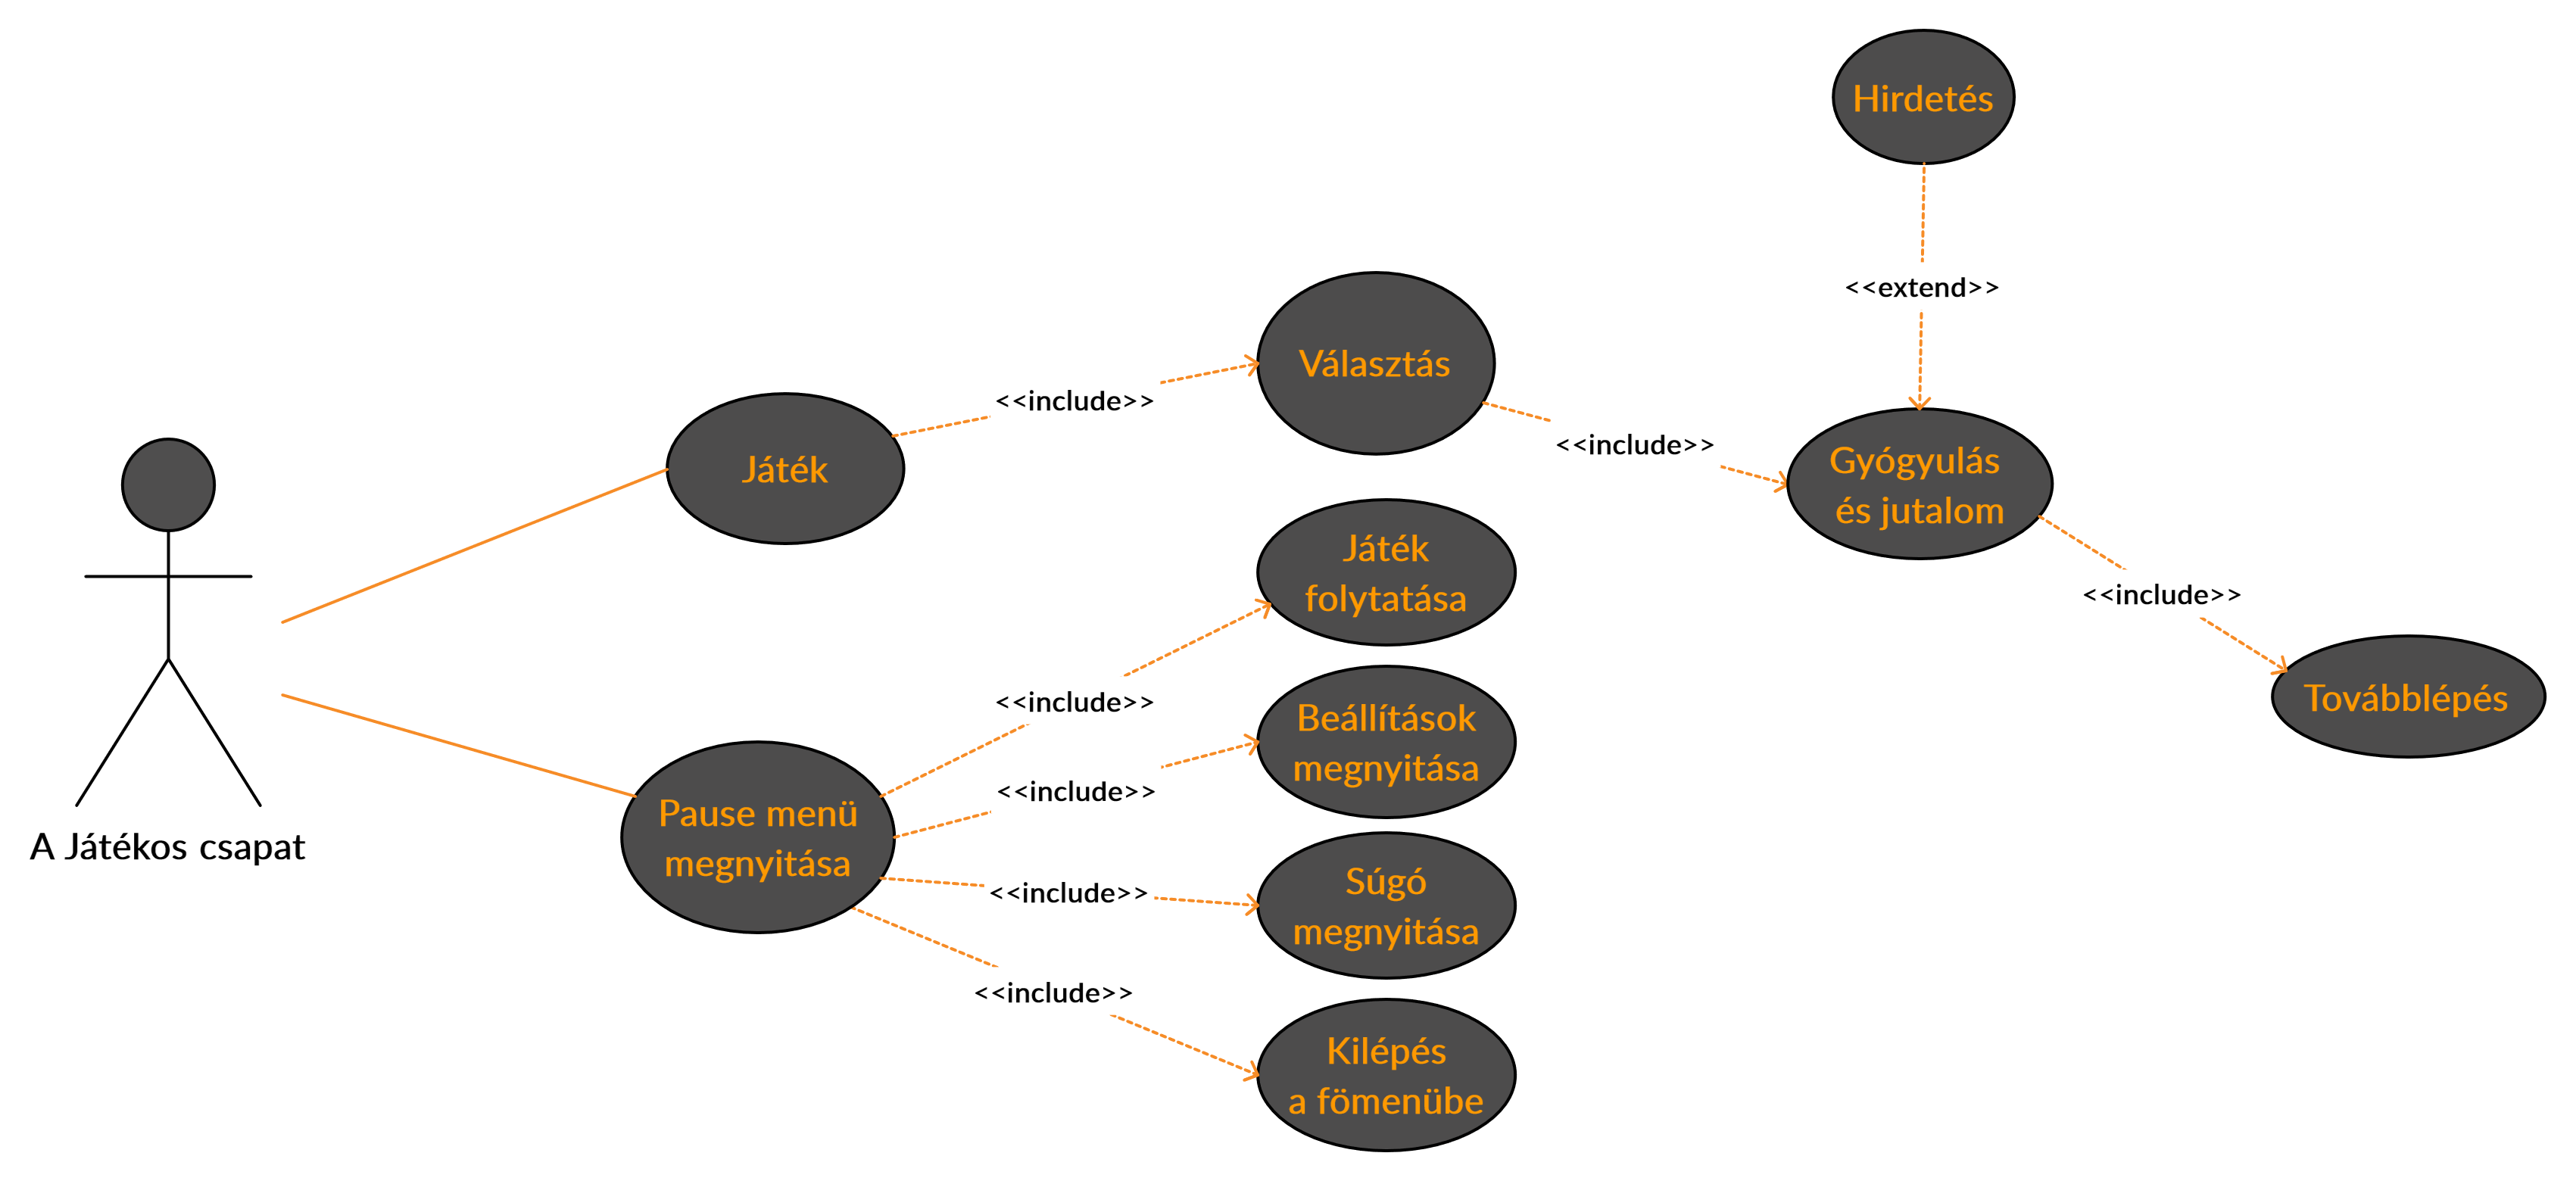 Hirdetés
<<extend>>
Választás
<<include>>
<<include>>
Játék
Gyógyulás
és jutalom
Játék
folytatása
<<include>>
Továbblépés
<<include>>
Beállítások
megnyitása
<<include>>
Pause menü
megnyitása
A Játékos csapat
<<include>>
Súgó
megnyitása
<<include>>
Kilépés
a fömenübe